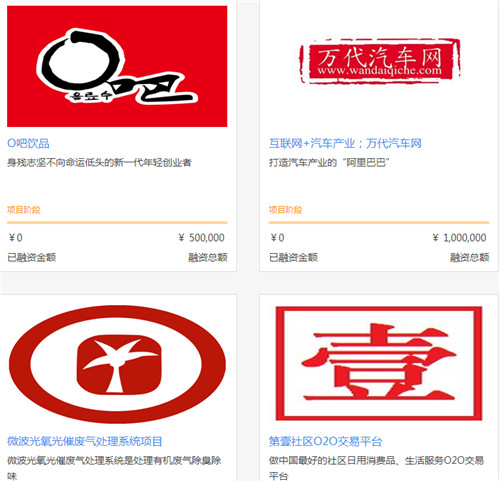 O吧
万代汽车网
www.wandaiqiche.com
O吧饮品
身残志坚不向命运低头的新一代年轻创业者
项目阶段
￥0
￥ 500,000
已融资金额
融资总额
互联网+汽车产业；万代汽车网
打造汽车产业的“阿里巴巴”
项目阶段
￥0
￥ 1,000,000
已融资金额
融资总额
壹
微波光氧光催废气处理系统项目
微波光氧光催废气处理系统是处理有机废气除臭除
味
第壹社区O2O交易平台
做中国最好的社区日用消费品、生活服务O2O交易
平台